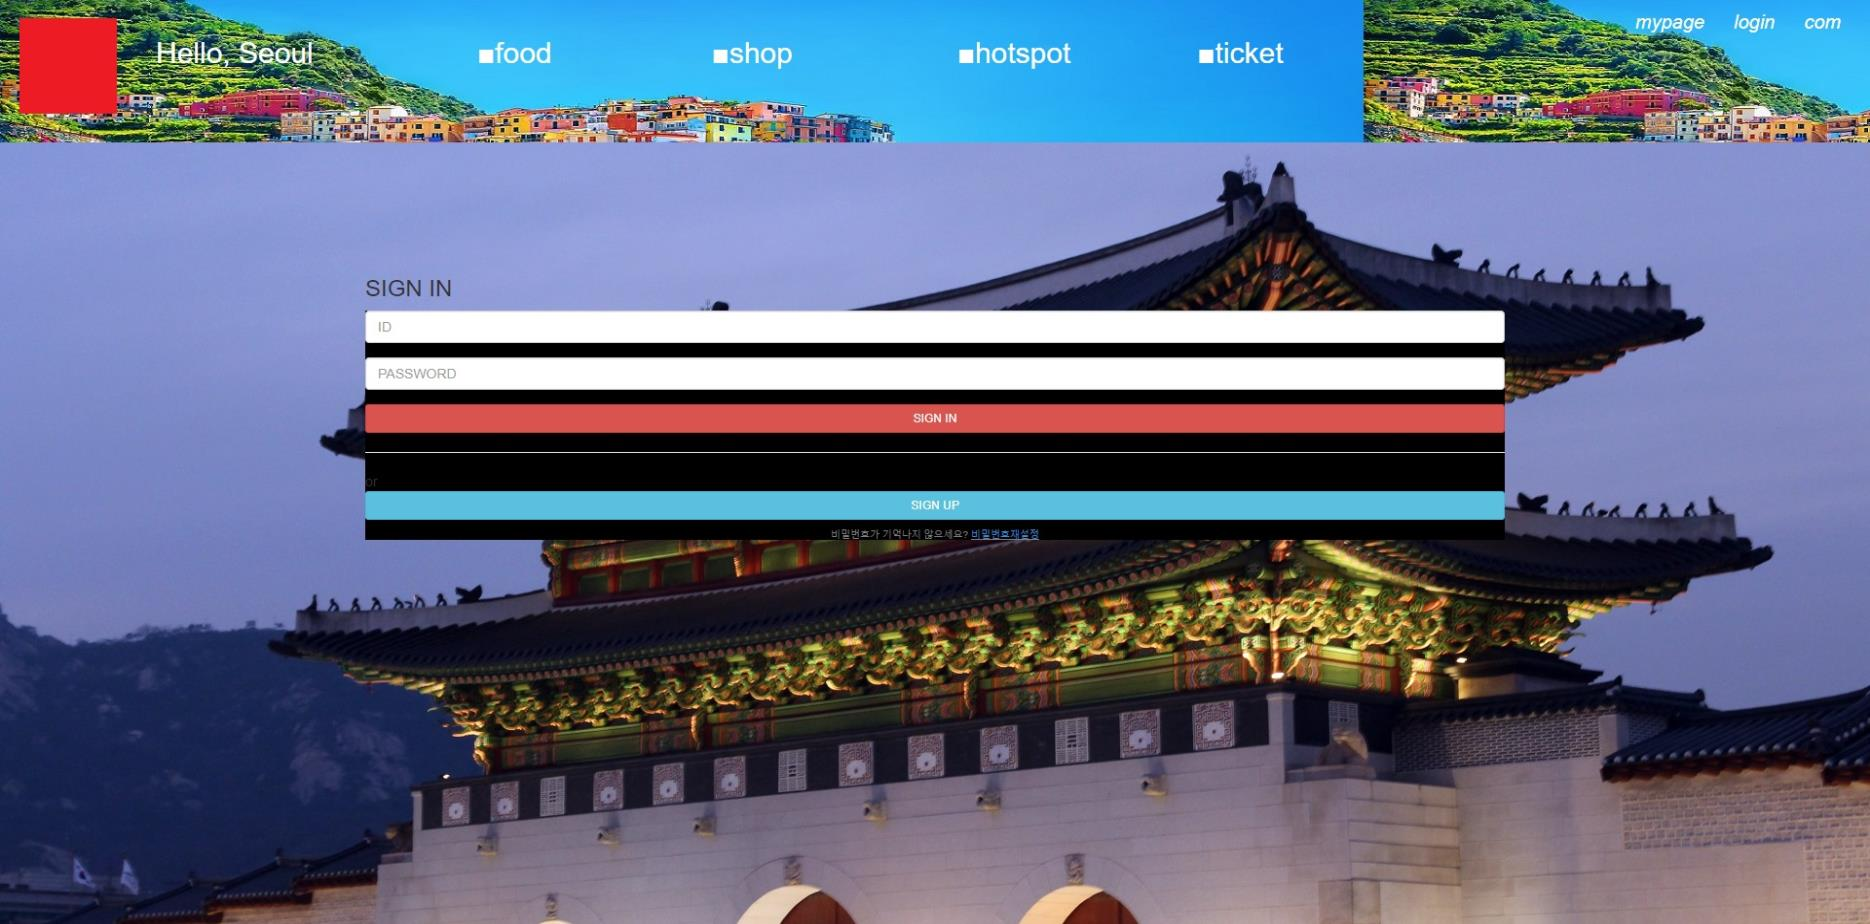 mypage login com
Hello, Seoul ■food ■shop ■hotspot ■ticket
SIGN IN
ID
PASSWORD
SIGN IN
or
SIGN UP
비밀번호가 기억나지 않으세요? 비밀번호재설정